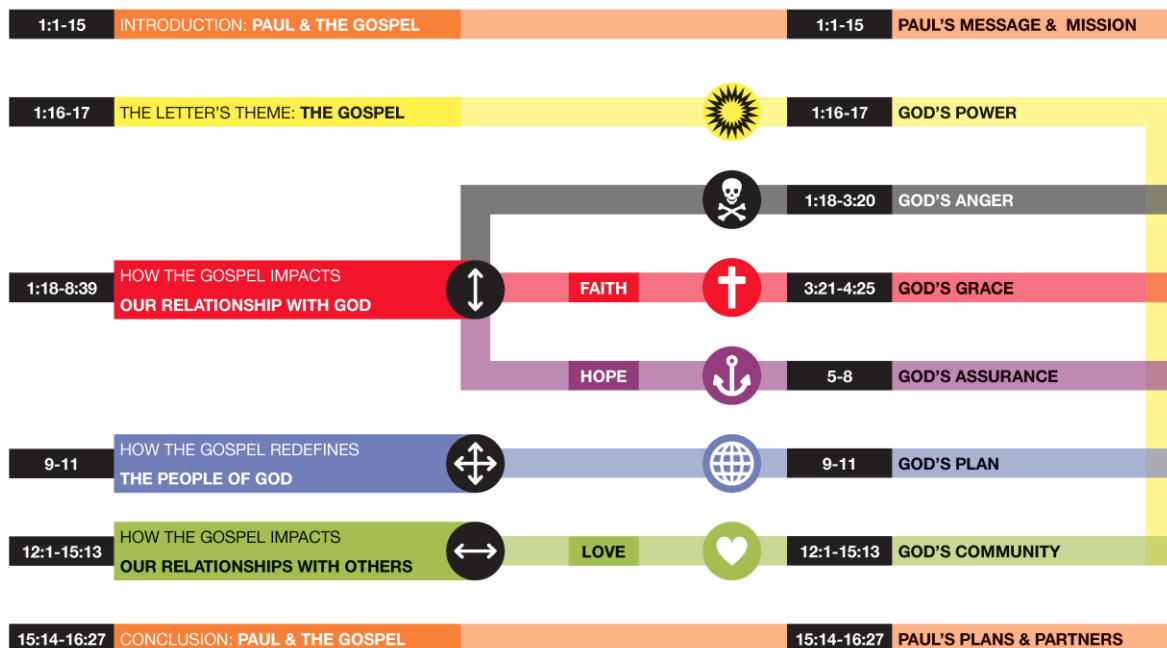 1:1-15 INTRODUCTION: PAUL & THE GOSPEL 1:1-15 PAUL'S MESSAGE & MISSION
1:16-17 THE LETTER'S THEME: THE GOSPEL 1:16-17 GOD'S POWER
1:18-3:20 GOD'S ANGER
HOW THE GOSPEL IMPACTS
1:18-8:39 FAITH 3:21-4:25 GOD'S GRACE
OUR RELATIONSHIP WITH GOD
HOPE 5-8 GOD'S ASSURANCE
HOW THE GOSPEL REDEFINES
9-11 9-11 GOD'S PLAN
THE PEOPLE OF GOD
HOW THE GOSPEL IMPACTS
12:1-15:13 LOVE 12:1-15:13 GOD'S COMMUNITY
OUR RELATIONSHIPS WITH OTHERS
15:14-16:27 CONCLUSION: PAUL & THE GOSPEL 15:14-16:27 PAUL'S PLANS & PARTNERS